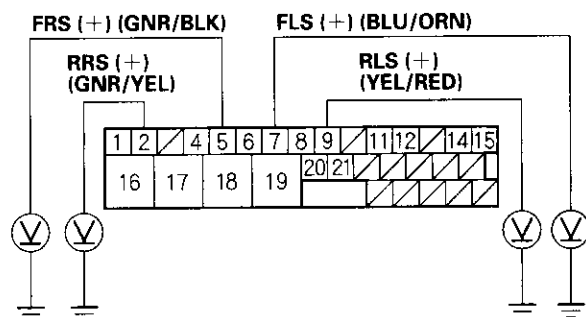 FRS (+) (GNR/BLK)
FLS (+) (BLU/ORN)
RRS (+)
(GNR/YEL)
RLS (+)
(YEL/RED)
1 2 4 5 6 7 8 9 11 12 14 15
16 17 18 19 20 21
V V V V